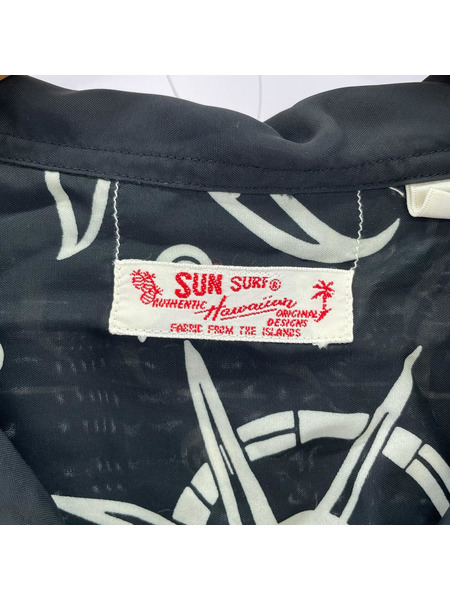 SUN SURF®
AUTHENTIC Hawaiian ORIGINAL DESIGNS
FABRIC FROM THE ISLANDS